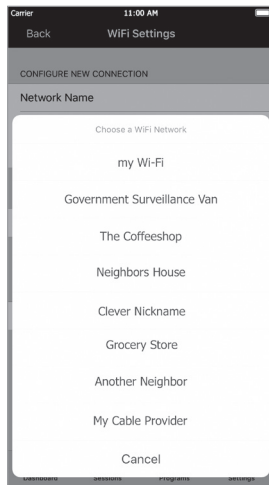 Carrier 11:00 AM
Back WiFi Settings
CONFIGURE NEW CONNECTION
Network Name
Choose a WiFi Network
my Wi-Fi
Government Surveillance Van
The Coffeeshop
Neighbors House
Clever Nickname
Grocery Store
Another Neighbor
My Cable Provider
Cancel
Dashboard Sessions Programs Settings